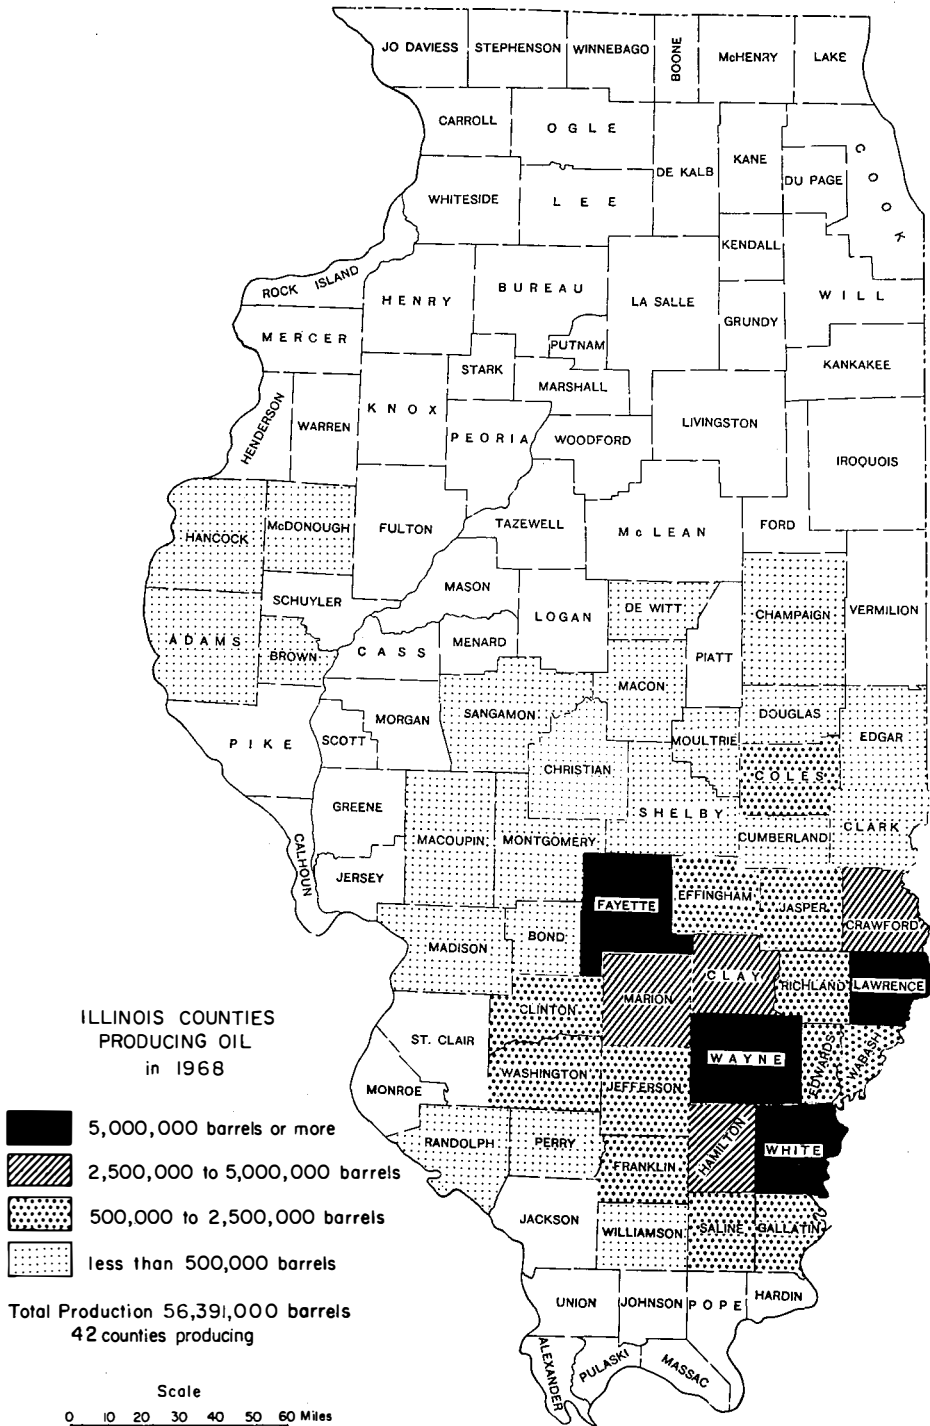 JO DAVIESS STEPHENSON WINNEBAGO BOONE McHENRY LAKE
CARROLL OGLE DE KALB KANE DU PAGE COOK
WHITESIDE LEE
KENDALL
ROCK ISLAND HENRY BUREAU LA SALLE GRUNDY WILL
MERCER PUTNAM
STARK MARSHALL KANKAKEE
HENDERSON WARREN KNOX PEORIA WOODFORD LIVINGSTON IROQUOIS
HANCOCK McDONOUGH FULTON TAZEWELL McLEAN FORD
SCHUYLER MASON LOGAN DE WITT CHAMPAIGN VERMILION
ADAMS BROWN CASS MENARD PIATT
MACON
PIKE SCOTT MORGAN SANGAMON DOUGLAS EDGAR
CHRISTIAN MOULTRIE COLES
GREENE SHELBY
CALHOUN JERSEY MACOUPIN MONTGOMERY CUMBERLAND CLARK
FAYETTE EFFINGHAM JASPER CRAWFORD
MADISON BOND
CLINTON MARION CLAY RICHLAND LAWRENCE
ST. CLAIR WAYNE EDWARDS WABASH
MONROE WASHINGTON JEFFERSON
RANDOLPH PERRY FRANKLIN HAMILTON WHITE
JACKSON WILLIAMSON SALINE GALLATIN
UNION JOHNSON POPE HARDIN
ALEXANDER PULASKI MASSAC
ILLINOIS COUNTIES
PRODUCING OIL
in 1968
5,000,000 barrels or more
2,500,000 to 5,000,000 barrels
500,000 to 2,500,000 barrels
less than 500,000 barrels
Total Production 56,391,000 barrels
42 counties producing
Scale
0 10 20 30 40 50 60 Miles